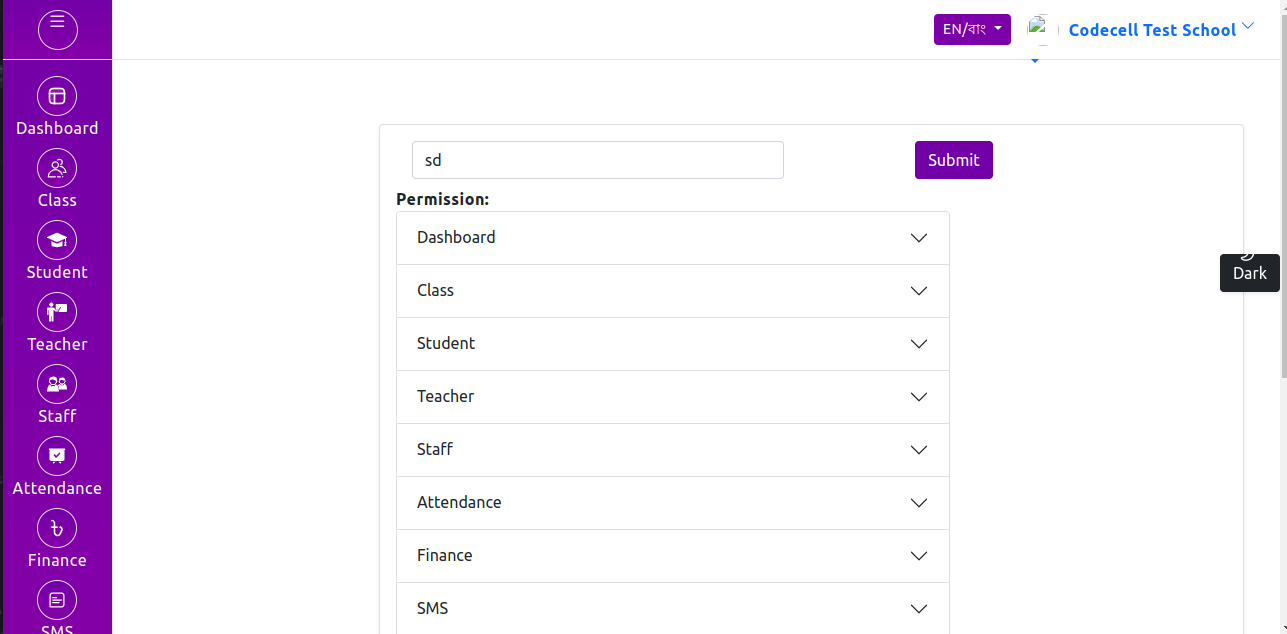 EN/বাং
Codecell Test School
Dashboard
Class
Student
Teacher
Staff
Attendance
Finance
SMS
sd
Submit
Permission:
Dashboard
Class
Student
Teacher
Staff
Attendance
Finance
SMS
Dark